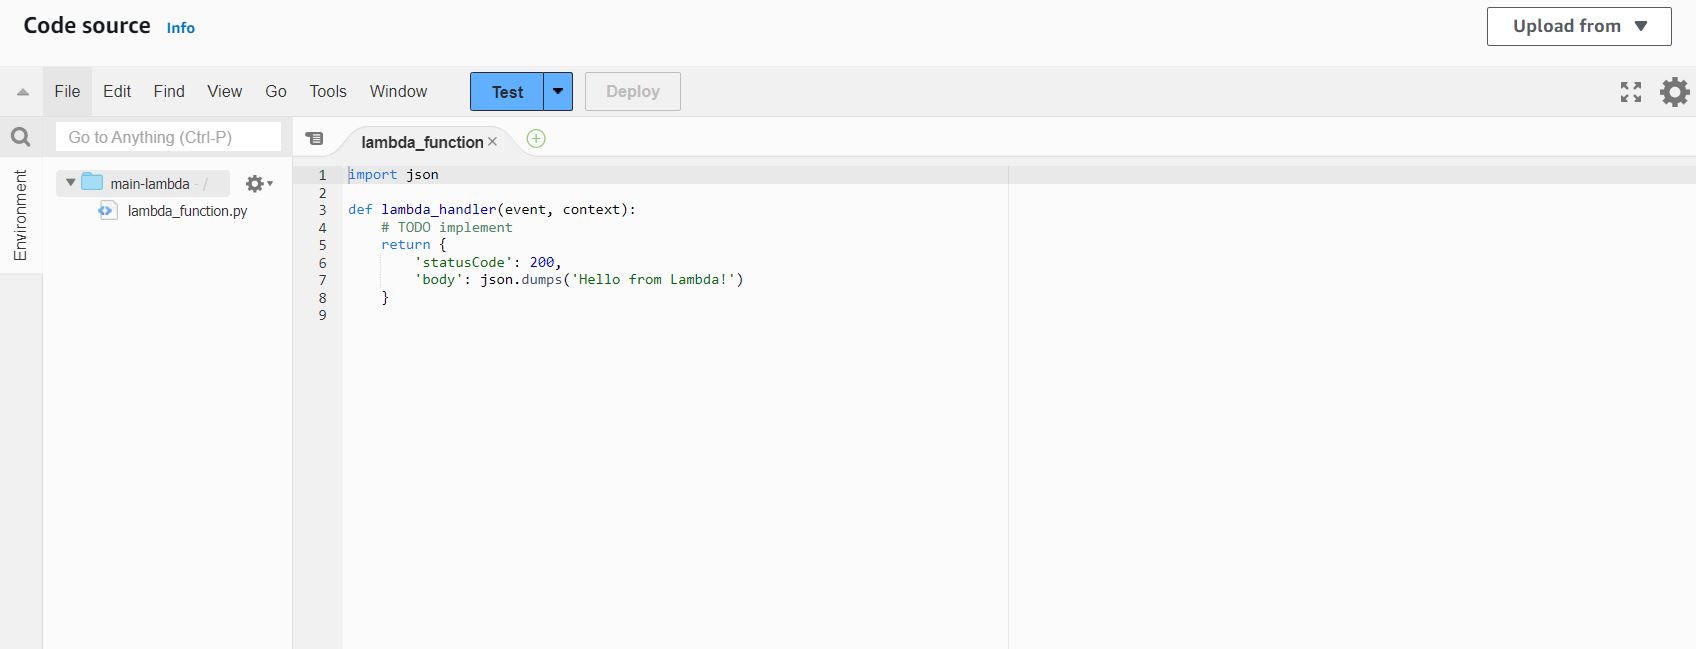 Code source Info
Upload from
File Edit Find View Go Tools Window Test Deploy
Go to Anything (Ctrl-P)
lambda_function
Environment
main-lambda - /
lambda_function.py
1 import json
2
3 def lambda_handler(event, context):
4     # TODO implement
5     return {
6         'statusCode': 200,
7         'body': json.dumps('Hello from Lambda!')
8     }
9